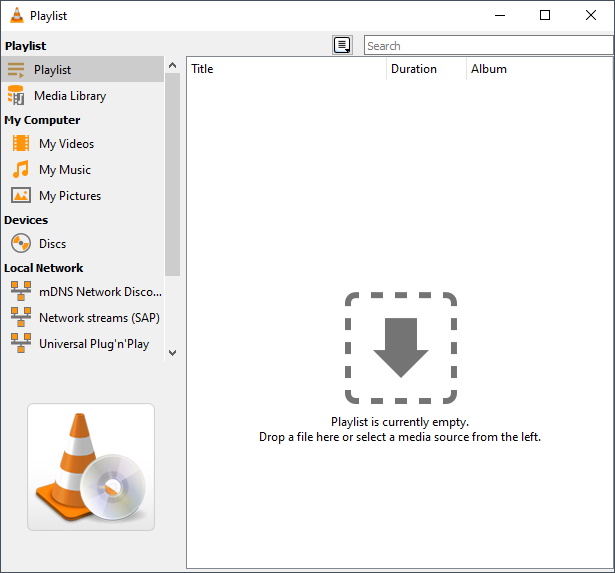 Playlist
Playlist
Search
Playlist
Media Library
My Computer
My Videos
My Music
My Pictures
Devices
Discs
Local Network
mDNS Network Disco...
Network streams (SAP)
Universal Plug'n'Play
Title Duration Album
Playlist is currently empty.
Drop a file here or select a media source from the left.